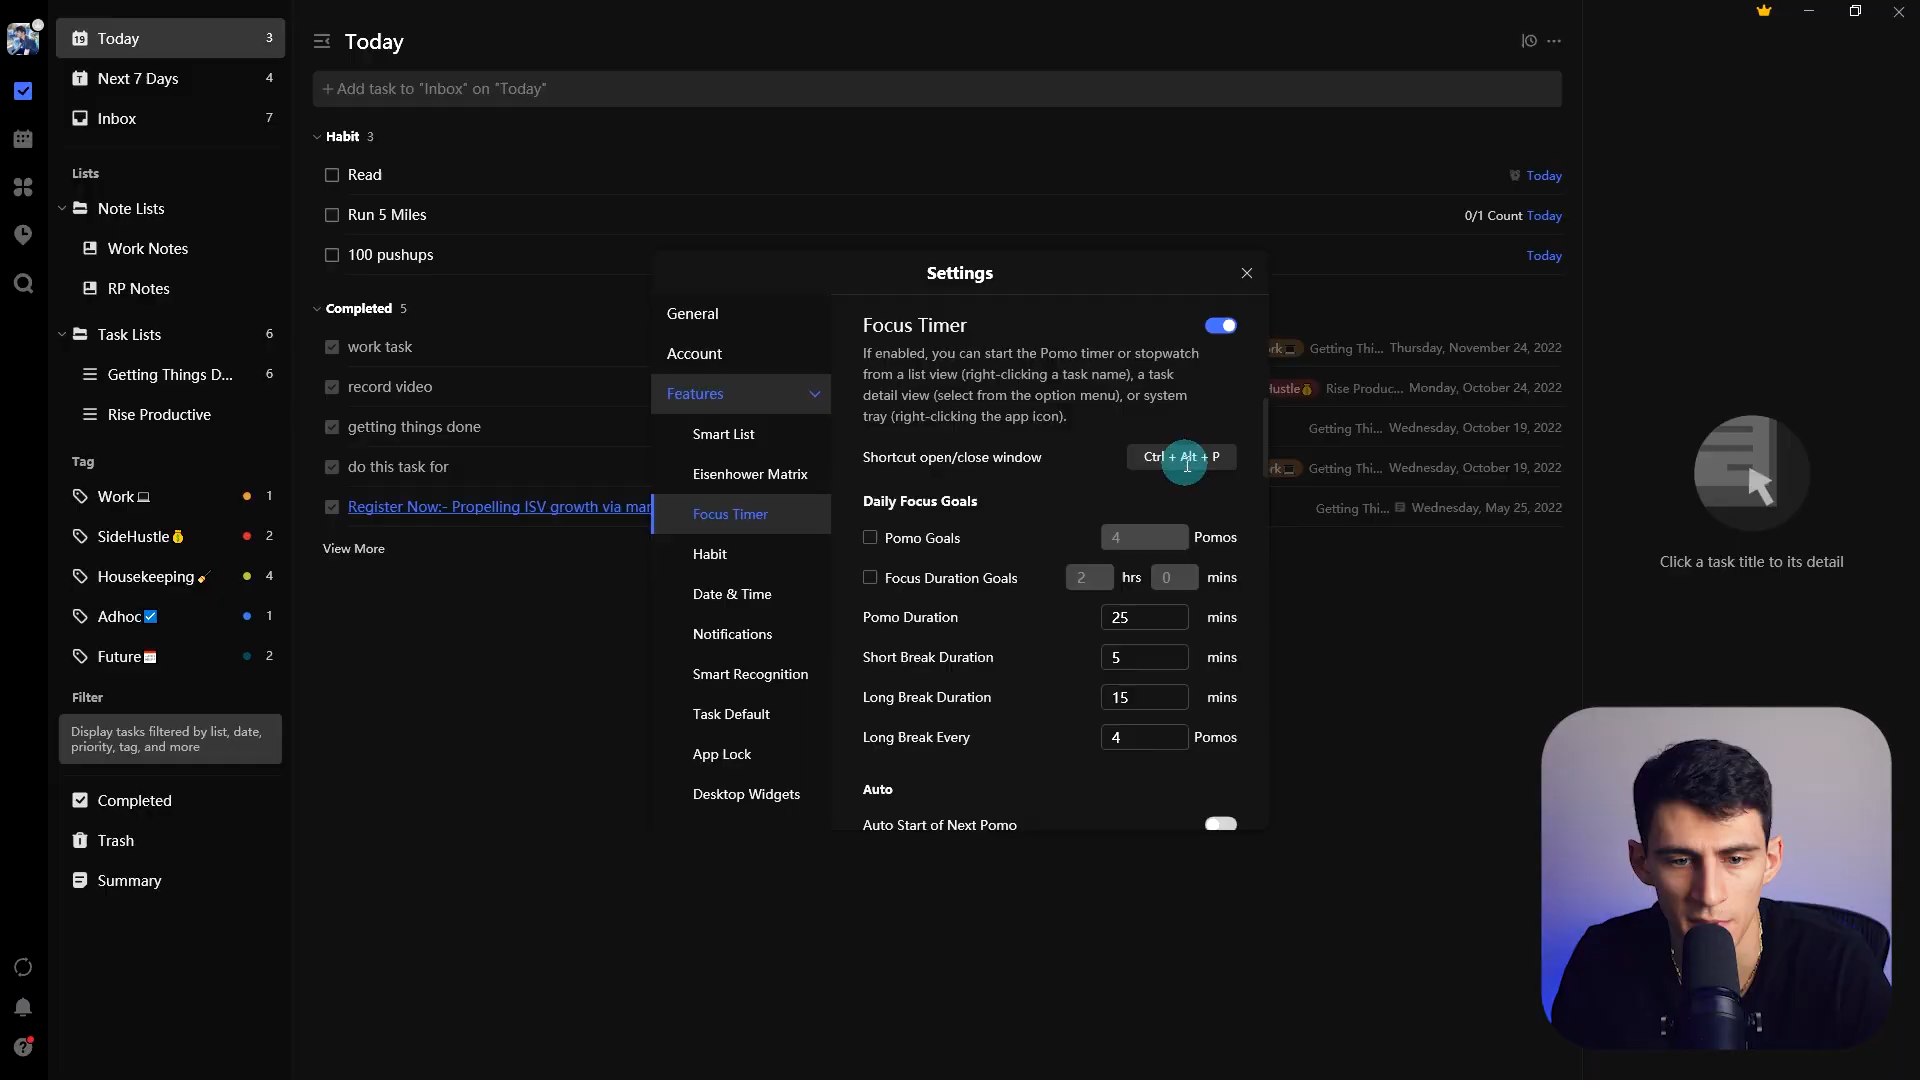 Today 3
Next 7 Days 4
Inbox 7
Lists
Note Lists
Work Notes
RP Notes
Task Lists 6
Getting Things D... 6
Rise Productive
Tag
Work 1
SideHustle 2
Housekeeping 4
Adhoc 1
Future 2
Filter
Display tasks filtered by list, date,
priority, tag, and more
Completed
Trash
Summary
Today
+ Add task to "Inbox" on "Today"
Habit 3
Read Today
Run 5 Miles 0/1 Count Today
100 pushups Today
Completed 5
work task Getting Thi... Thursday, November 24, 2022
record video Rise Produc... Monday, October 24, 2022
getting things done Getting Thi... Wednesday, October 19, 2022
do this task for Getting Thi... Wednesday, October 19, 2022
Register Now:- Propelling ISV growth via mar Getting Thi... Wednesday, May 25, 2022
View More
Settings
General
Account
Features
Smart List
Eisenhower Matrix
Focus Timer
Habit
Date & Time
Notifications
Smart Recognition
Task Default
App Lock
Desktop Widgets
Focus Timer
If enabled, you can start the Pomo timer or stopwatch
from a list view (right-clicking a task name), a task
detail view (select from the option menu), or system
tray (right-clicking the app icon).
Shortcut open/close window Ctrl + Alt + P
Daily Focus Goals
Pomo Goals 4 Pomos
Focus Duration Goals 2 hrs 0 mins
Pomo Duration 25 mins
Short Break Duration 5 mins
Long Break Duration 15 mins
Long Break Every 4 Pomos
Auto
Auto Start of Next Pomo
Click a task title to its detail